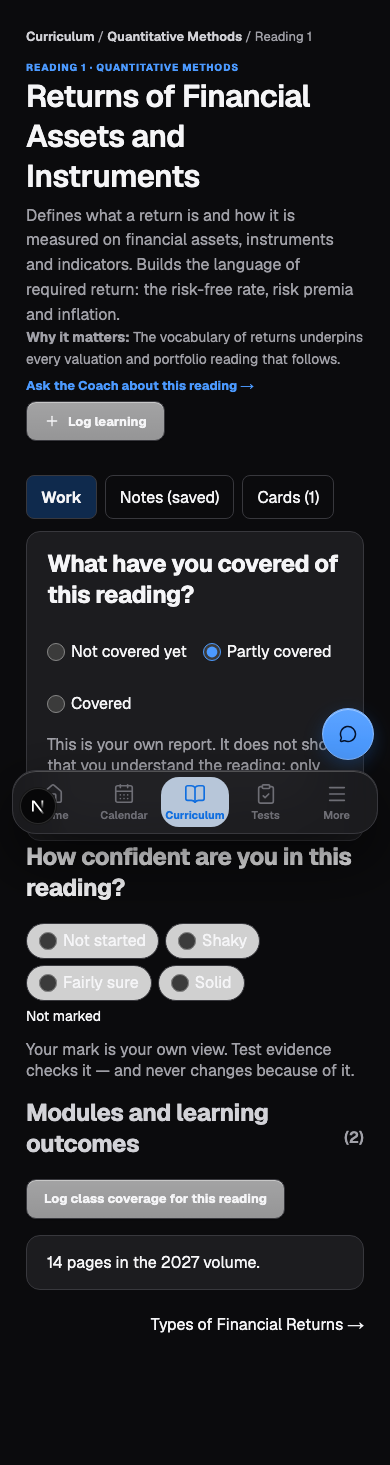 Curriculum / Quantitative Methods / Reading 1
READING 1 · QUANTITATIVE METHODS
Returns of Financial
Assets and
Instruments
Defines what a return is and how it is
measured on financial assets, instruments
and indicators. Builds the language of
required return: the risk-free rate, risk premia
and inflation.
Why it matters: The vocabulary of returns underpins
every valuation and portfolio reading that follows.
Ask the Coach about this reading →
+ Log learning
Work Notes (saved) Cards (1)
What have you covered of
this reading?
Not covered yet Partly covered
Covered
This is your own report. It does not
that you understand the reading; only
N Calendar Curriculum Tests More
How confident are you in this
reading?
Not started Shaky
Fairly sure Solid
Not marked
Your mark is your own view. Test evidence
checks it — and never changes because of it.
Modules and learning
outcomes (2)
Log class coverage for this reading
14 pages in the 2027 volume.
Types of Financial Returns →